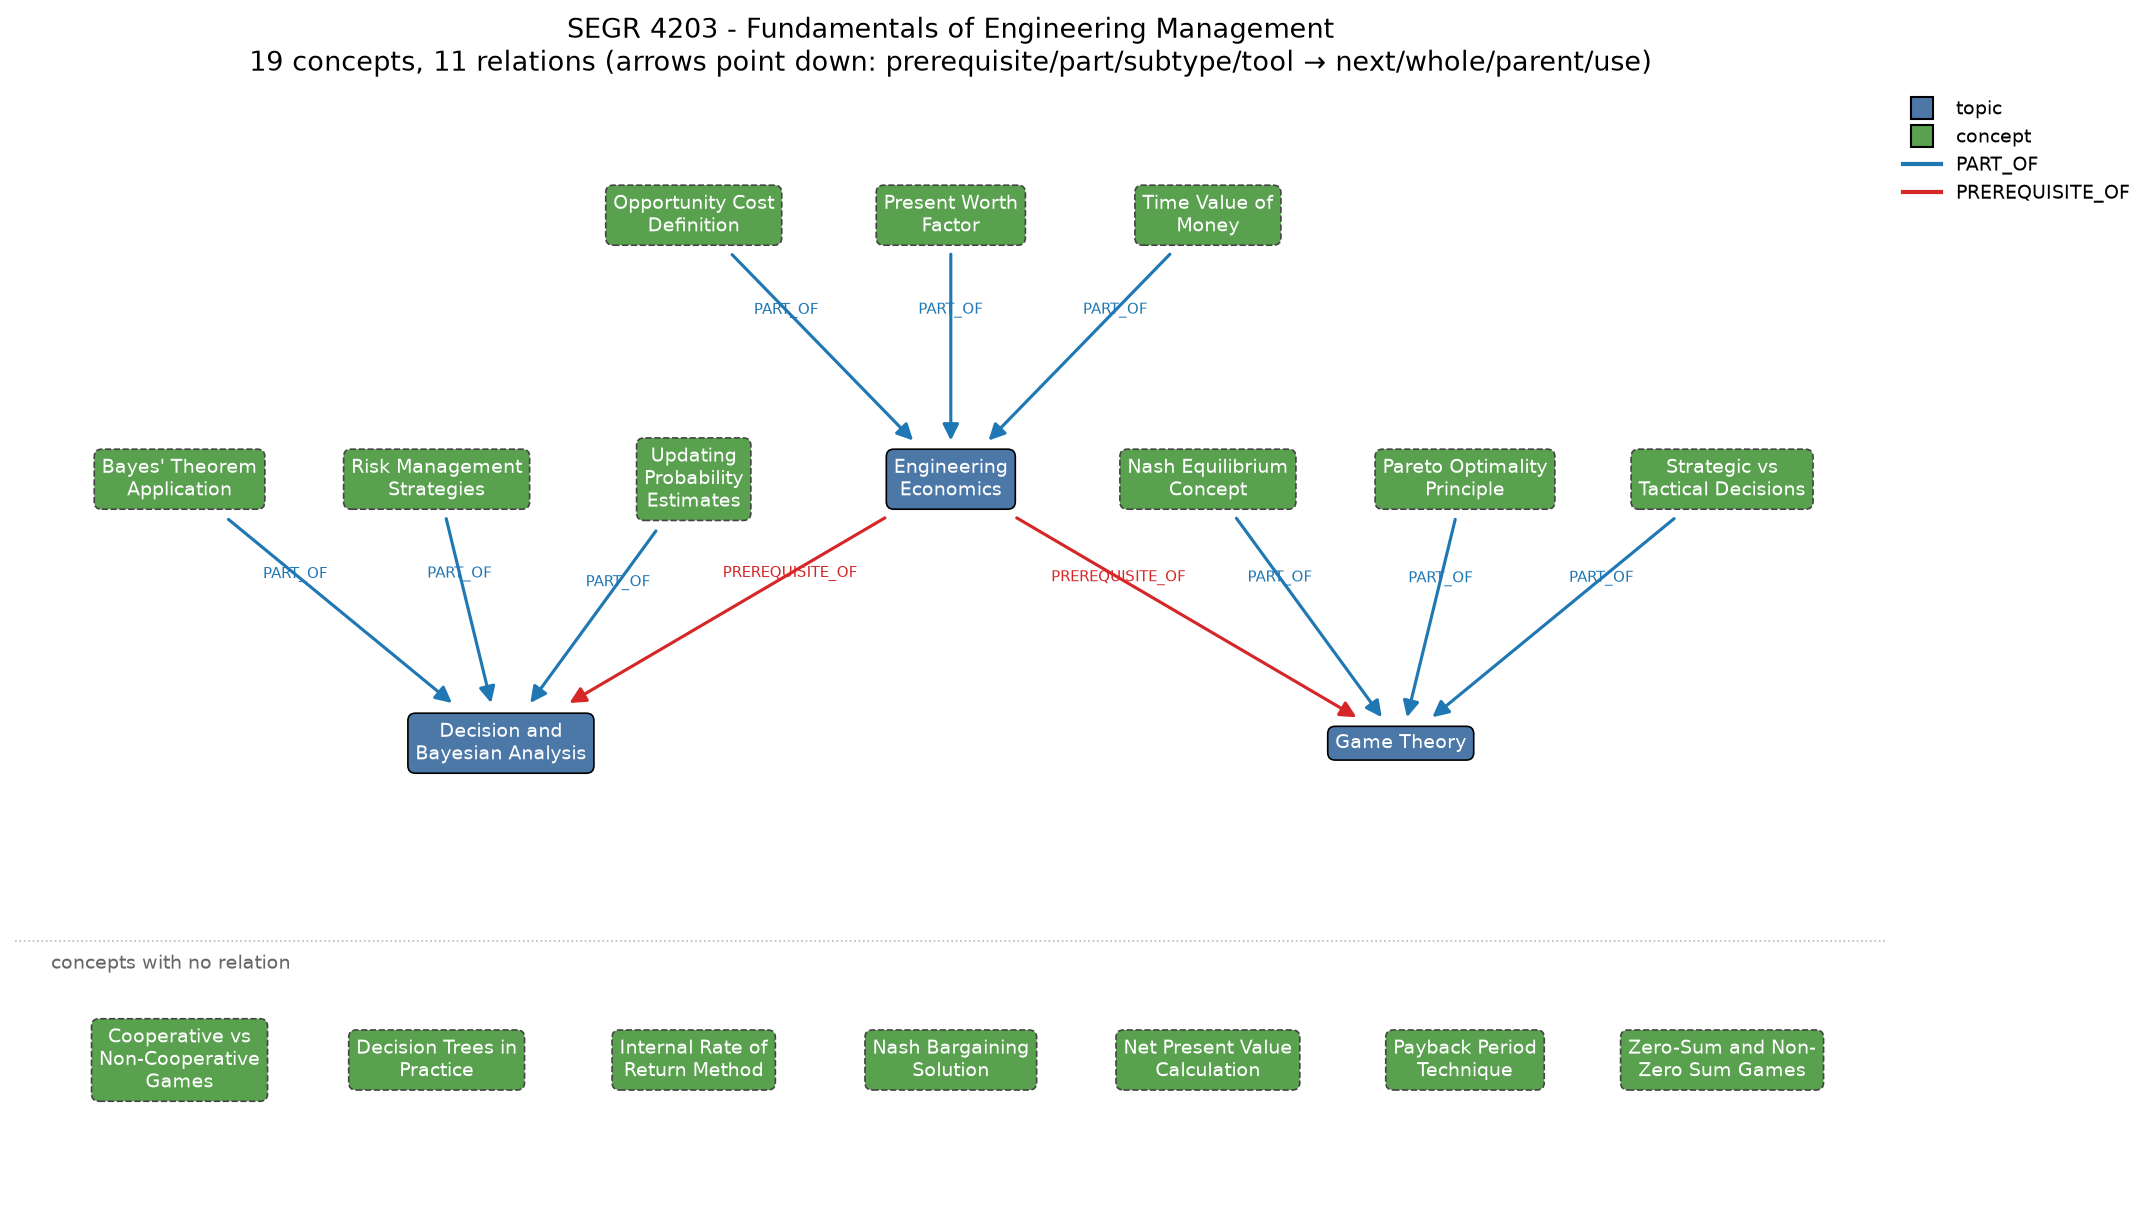 SEGR 4203 - Fundamentals of Engineering Management
19 concepts, 11 relations (arrows point down: prerequisite/part/subtype/tool → next/whole/parent/use)
topic
concept
PART_OF
PREREQUISITE_OF
Opportunity Cost
Definition
Present Worth
Factor
Time Value of
Money
PART_OF
PART_OF
PART_OF
Bayes' Theorem
Application
Risk Management
Strategies
Updating
Probability
Estimates
Engineering
Economics
Nash Equilibrium
Concept
Pareto Optimality
Principle
Strategic vs
Tactical Decisions
PART_OF
PART_OF
PART_OF
PREREQUISITE_OF
PREREQUISITE_OF
PART_OF
PART_OF
PART_OF
Decision and
Bayesian Analysis
Game Theory
concepts with no relation
Cooperative vs
Non-Cooperative
Games
Decision Trees in
Practice
Internal Rate of
Return Method
Nash Bargaining
Solution
Net Present Value
Calculation
Payback Period
Technique
Zero-Sum and Non-
Zero Sum Games